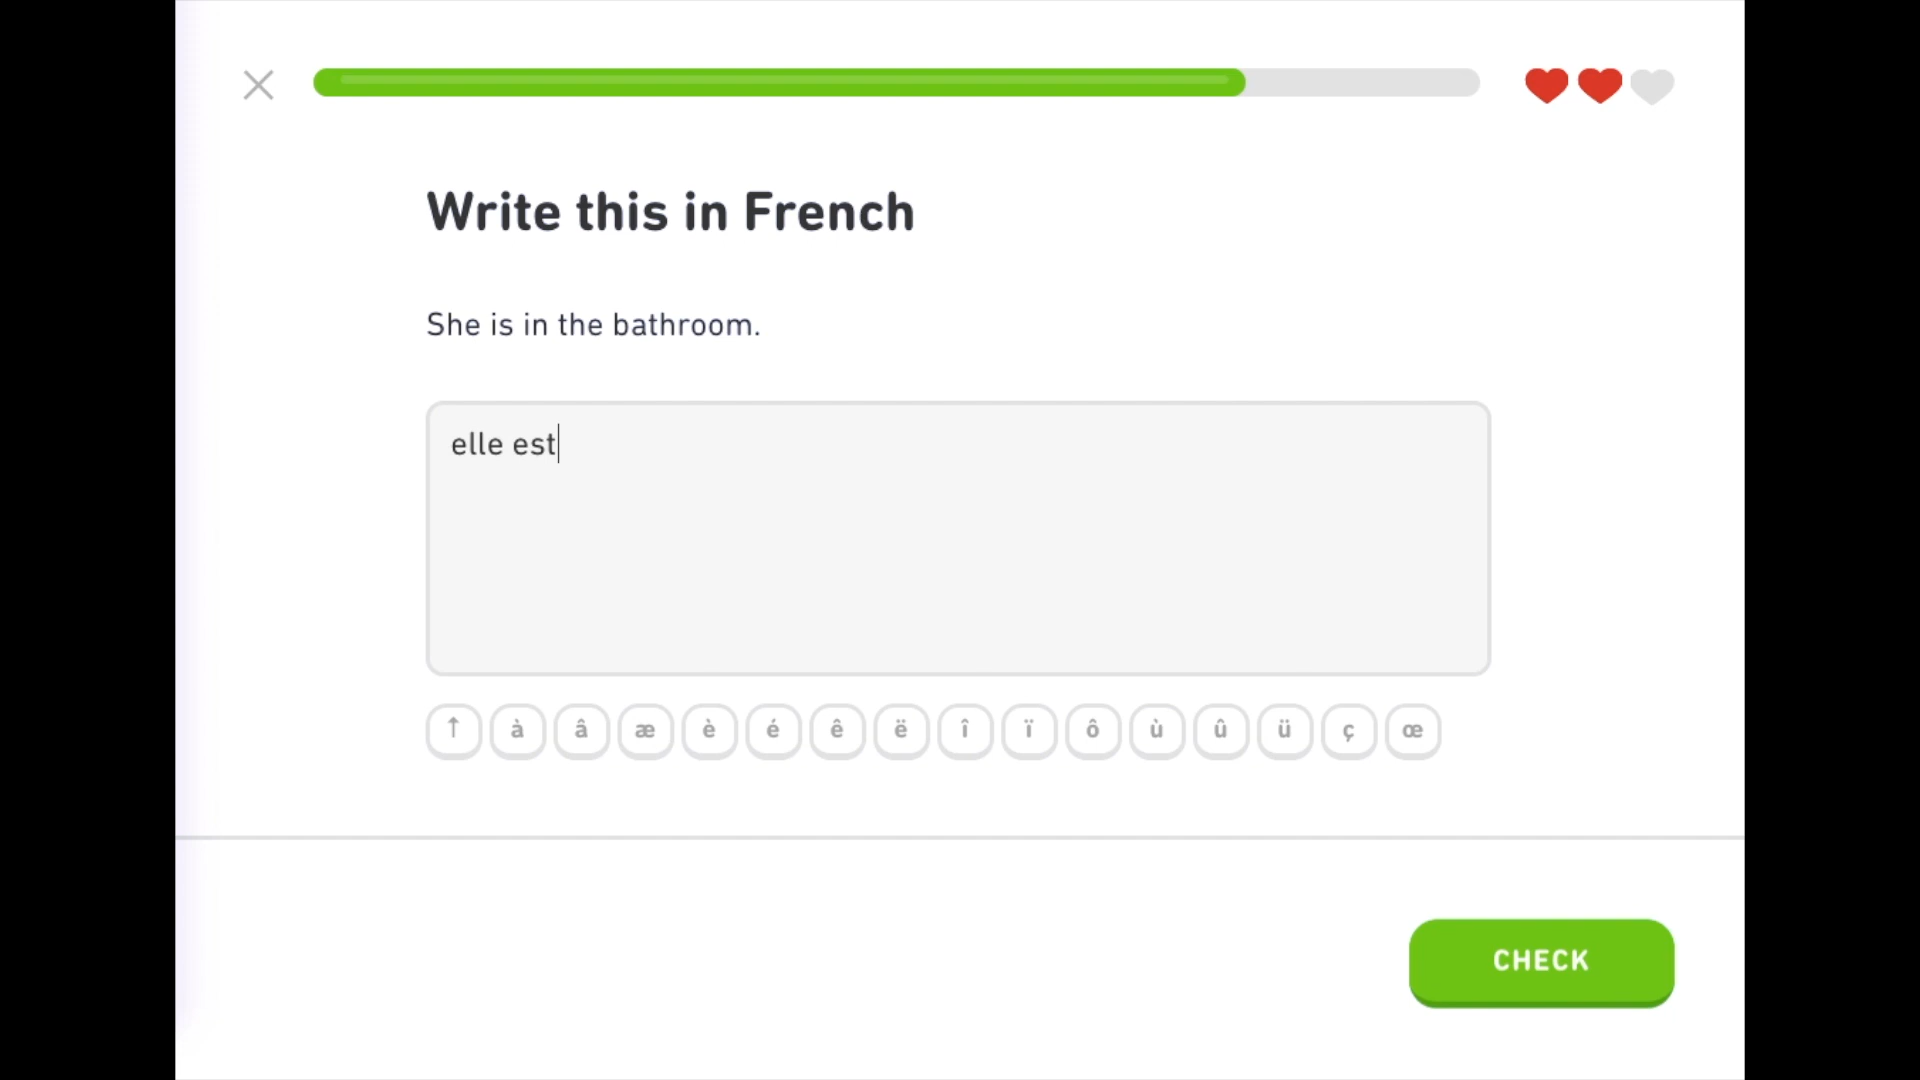 Write this in French
She is in the bathroom.
elle est
↑ à â æ è é ê ë î ï ô ù û ü ç œ
CHECK